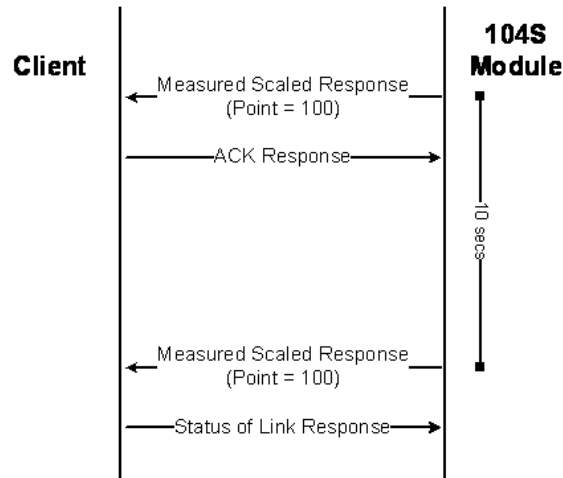 Client
104S
Module
Measured Scaled Response
(Point = 100)
ACK Response
10 secs
Measured Scaled Response
(Point = 100)
Status of Link Response